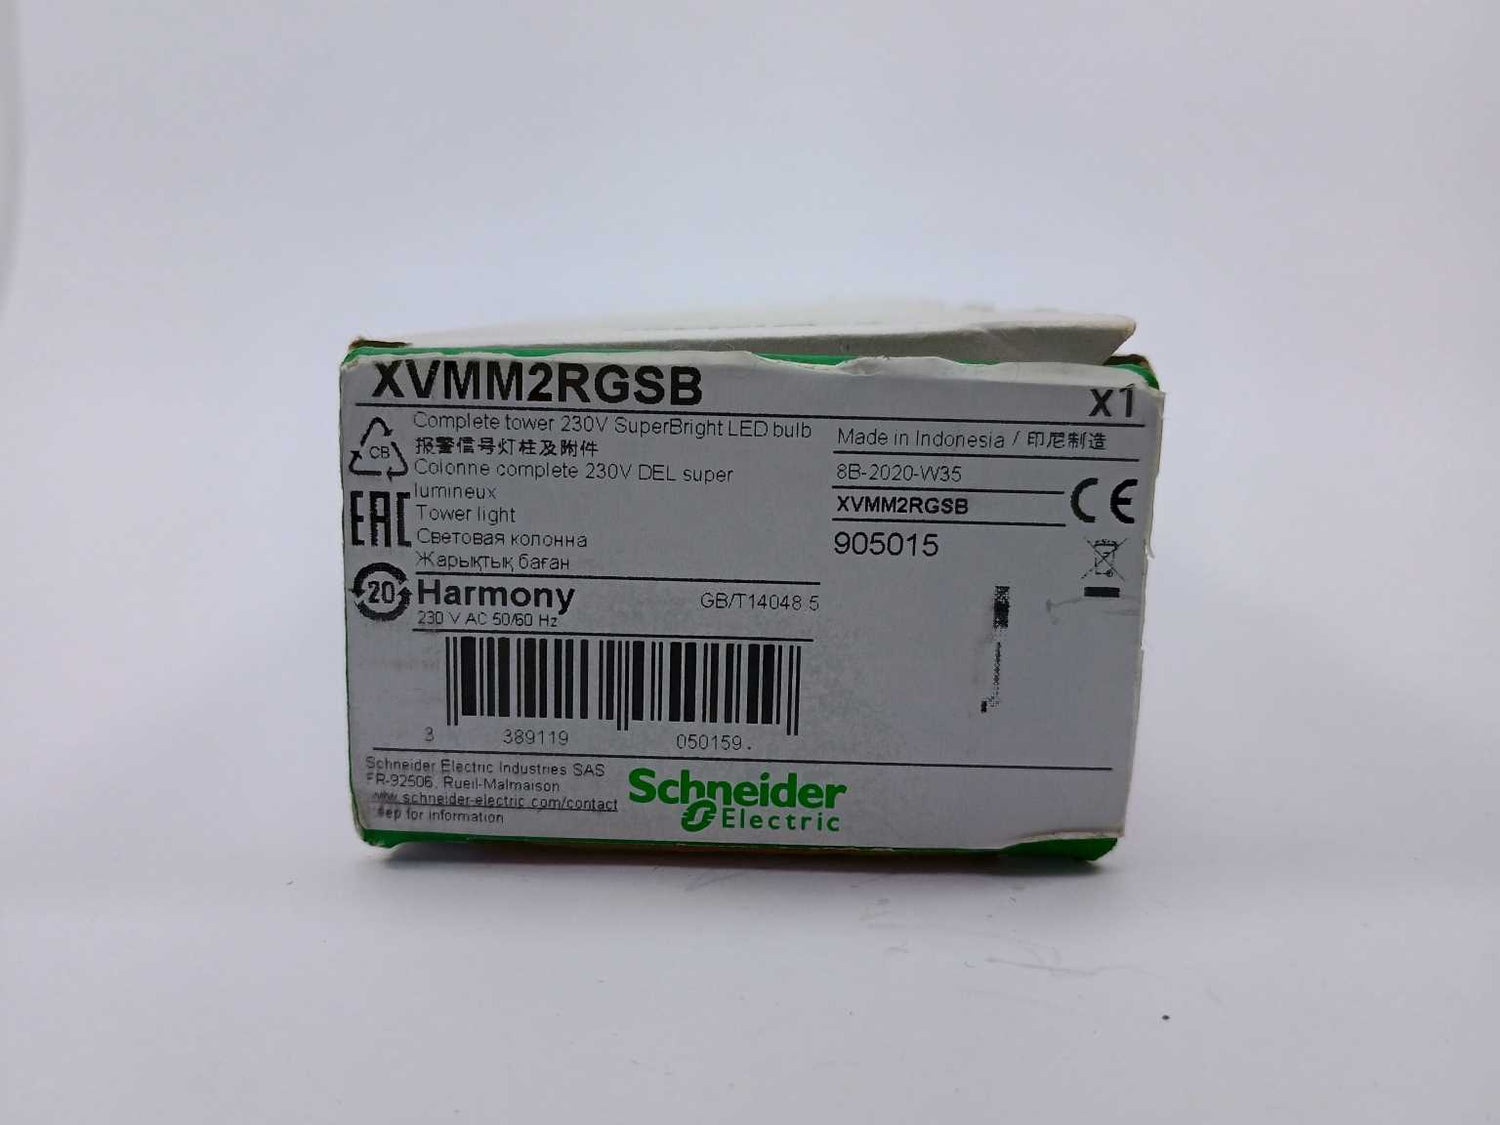 XVMM2RGSB
X1
Complete tower 230V SuperBright LED bulb
报警信号灯柱及附件
Colonne complete 230V DEL super
lumineux
Tower light
Световая колонна
Жарықтық баған
CB
EAC
20
Harmony
GB/T14048.5
230 V AC 50/60 Hz
Made in Indonesia / 印尼制造
8B-2020-W35
XVMM2RGSB
CE
905015
3 389119 050159
Schneider Electric Industries SAS
FR-92506, Rueil-Malmaison
www.schneider-electric.com/contact
for information
Schneider
Electric